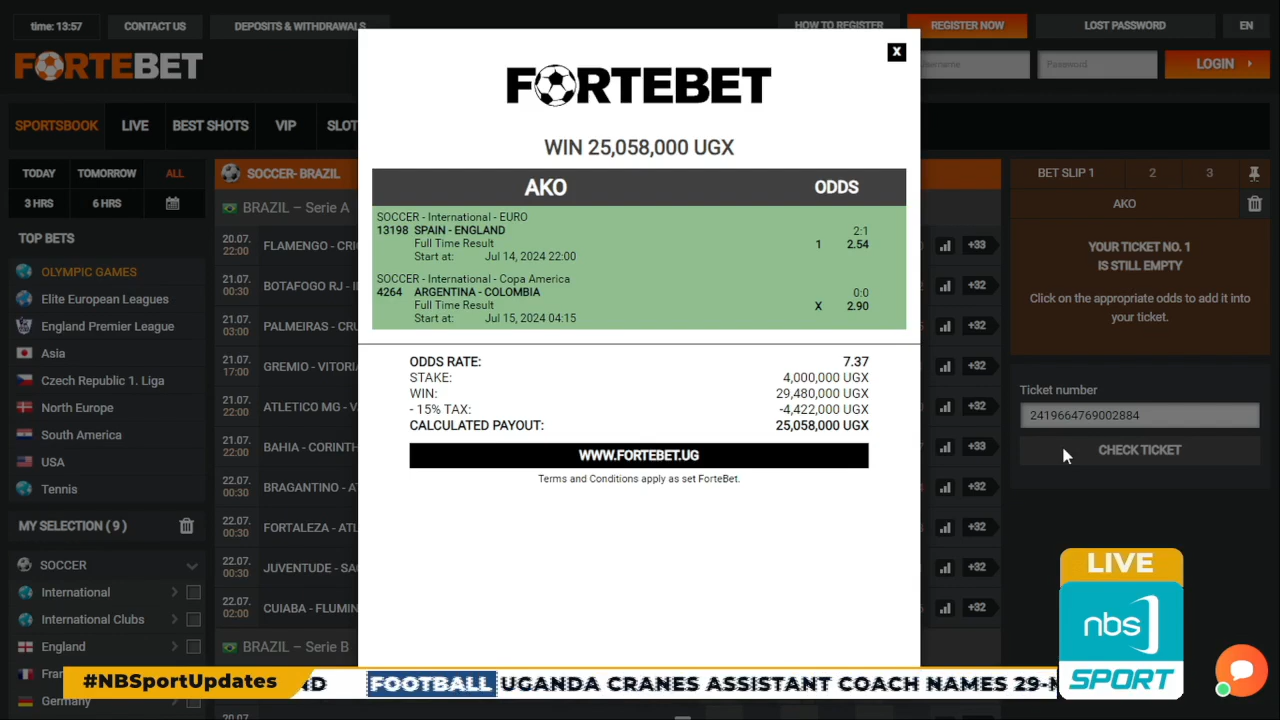 time: 13:57
CONTACT US
DEPOSITS & WITHDRAWALS
HOW TO REGISTER
REGISTER NOW
LOST PASSWORD
EN
FORTEBET
Password
LOGIN
SPORTSBOOK
LIVE
BEST SHOTS
VIP
X
FORTEBET
WIN 25,058,000 UGX
AKO ODDS
SOCCER - International - EURO
13198 SPAIN - ENGLAND 2:1
Full Time Result 1 2.54
Start at: Jul 14, 2024 22:00
SOCCER - International - Copa America
4264 ARGENTINA - COLOMBIA 0:0
Full Time Result X 2.90
Start at: Jul 15, 2024 04:15
ODDS RATE: 7.37
STAKE: 4,000,000 UGX
WIN: 29,480,000 UGX
- 15% TAX: -4,422,000 UGX
CALCULATED PAYOUT: 25,058,000 UGX
WWW.FORTEBET.UG
Terms and Conditions apply as set ForteBet.
TODAY TOMORROW ALL
3 HRS 6 HRS
TOP BETS
OLYMPIC GAMES
Elite European Leagues
England Premier League
Asia
Czech Republic 1. Liga
North Europe
South America
USA
Tennis
MY SELECTION ( 9 )
SOCCER
International
International Clubs
England
Germany
SOCCER- BRAZIL
BRAZIL – Serie A
20.07. 22:00 FLAMENGO - +33
21.07. 00:30 BOTAFOGO RJ - +32
21.07. 03:00 PALMEIRAS - +32
21.07. 17:00 GREMIO - +32
21.07. 22:00 ATLETICO MG - +32
21.07. 22:00 BAHIA - +33
22.07. 00:30 BRAGANTINO - +32
22.07. 00:30 FORTALEZA - +32
22.07. 00:30 JUVENTUDE - +32
22.07. 02:00 CUIABA - +32
BRAZIL – Serie B
20.07.
BET SLIP 1 2 3
AKO
YOUR TICKET NO. 1
IS STILL EMPTY
Click on the appropriate odds to add it into
your ticket.
Ticket number
2419664769002884
CHECK TICKET
LIVE
nbs
SPORT
#NBSportUpdates
FOOTBALL UGANDA CRANES ASSISTANT COACH NAMES